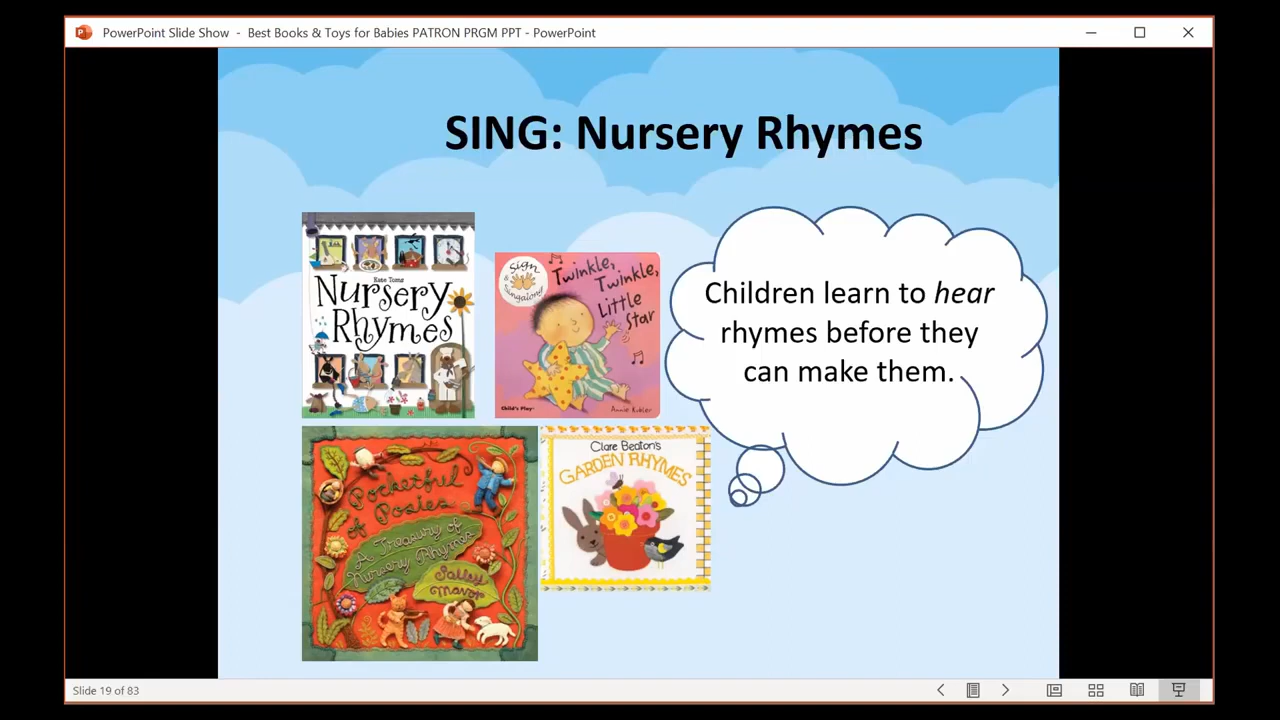 PowerPoint Slide Show - Best Books & Toys for Babies PATRON PRGM PPT - PowerPoint
SING: Nursery Rhymes
Kate Toms
Nursery
Rhymes
Sign
& Singalong!
Twinkle,
Twinkle,
Little
Star
Child's Play®
Annie Kubler
Children learn to hear
rhymes before they
can make them.
Pocketful
of Posies
A Treasury of
Nursery Rhymes
Salley
Mavor
Clare Beaton's
GARDEN RHYMES
Slide 19 of 83